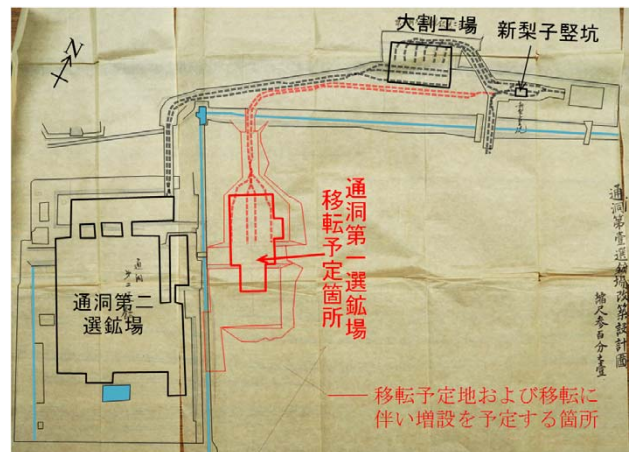 N
大割工場
新梨子竪坑
通洞第一選鉱場
移転予定箇所
通洞第二
選鉱場
通洞第壹選鉱場改築設計圖
縮尺参百分之壹
移転予定地および移転に
伴い増設を予定する箇所